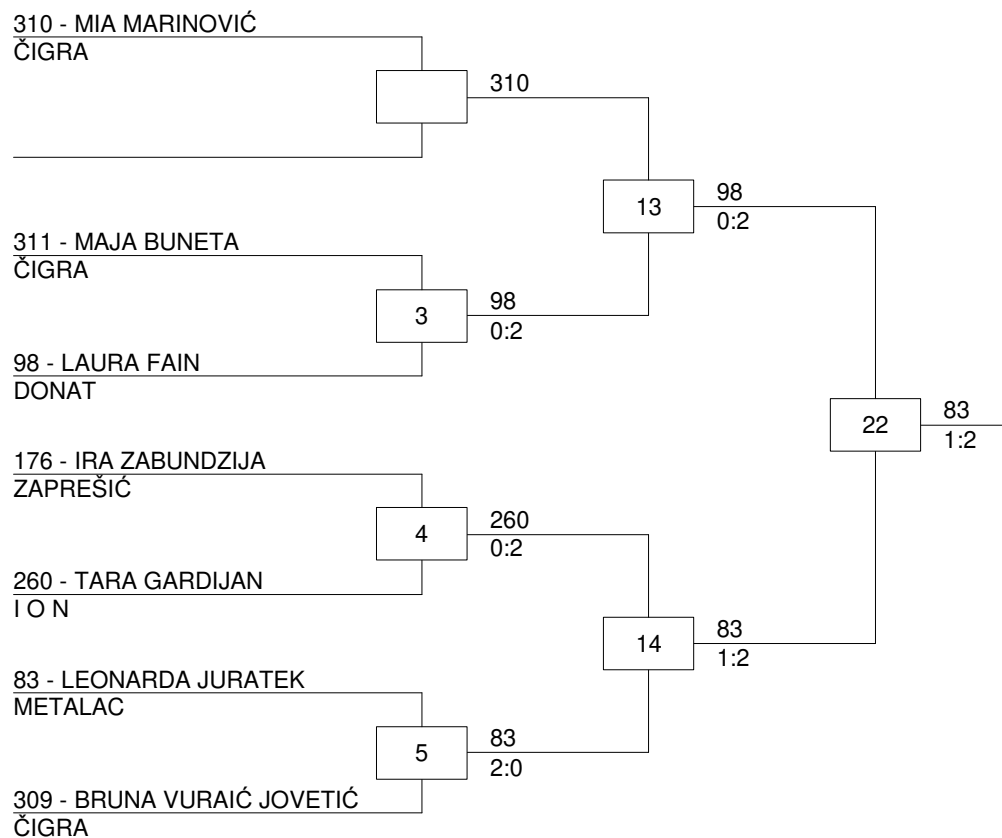 310 - MIA MARINOVIĆ
ČIGRA
310
13
98
0:2
311 - MAJA BUNETA
ČIGRA
3
98
0:2
98 - LAURA FAIN
DONAT
22
83
1:2
176 - IRA ZABUNDZIJA
ZAPREŠIĆ
4
260
0:2
260 - TARA GARDIJAN
I O N
14
83
1:2
83 - LEONARDA JURATEK
METALAC
5
83
2:0
309 - BRUNA VURAIĆ JOVETIĆ
ČIGRA